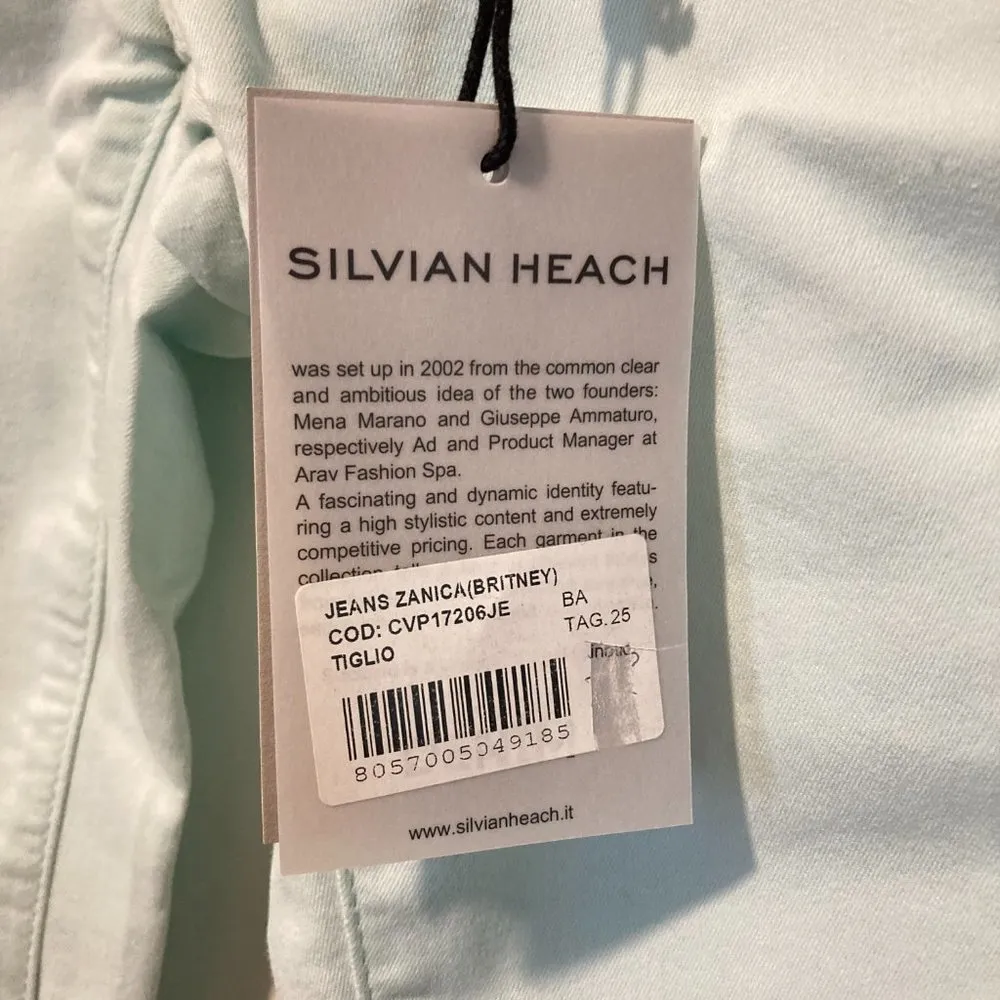 SILVIAN HEACH
was set up in 2002 from the common clear
and ambitious idea of the two founders:
Mena Marano and Giuseppe Ammaturo,
respectively Ad and Product Manager at
Arav Fashion Spa.
A fascinating and dynamic identity featu-
ring a high stylistic content and extremely
competitive pricing. Each garment in the
collection
JEANS ZANICA(BRITNEY)
COD: CVP17206JE
TIGLIO
BA
TAG.25
8057005049185
www.silvianheach.it